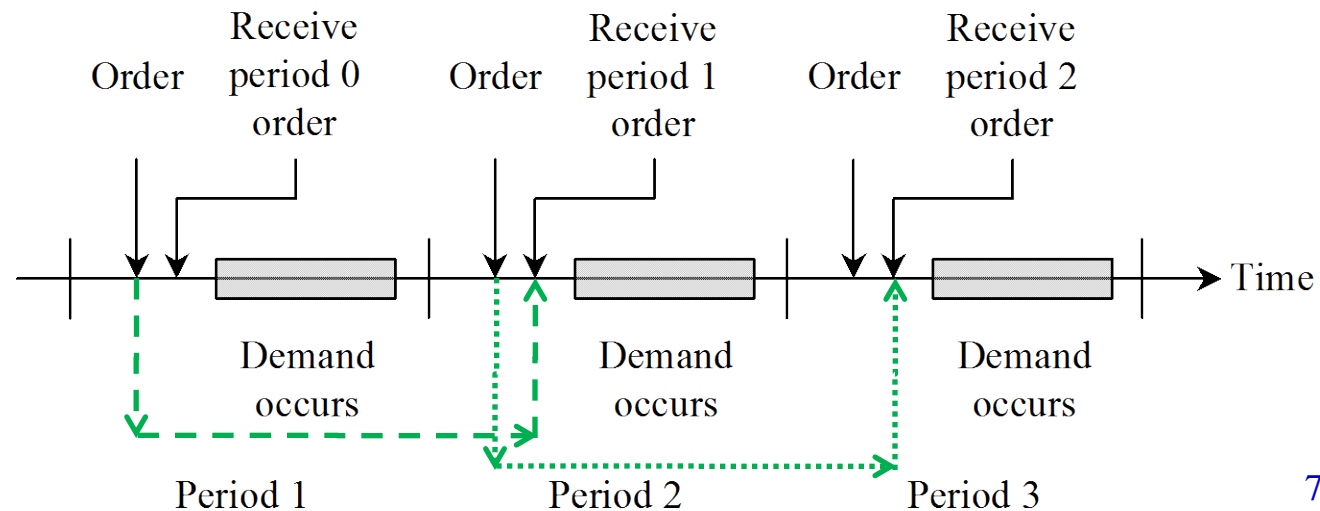 Order
Receive
period 0
order
Order
Receive
period 1
order
Order
Receive
period 2
order
Time
Demand
occurs
Demand
occurs
Demand
occurs
Period 1
Period 2
Period 3
7